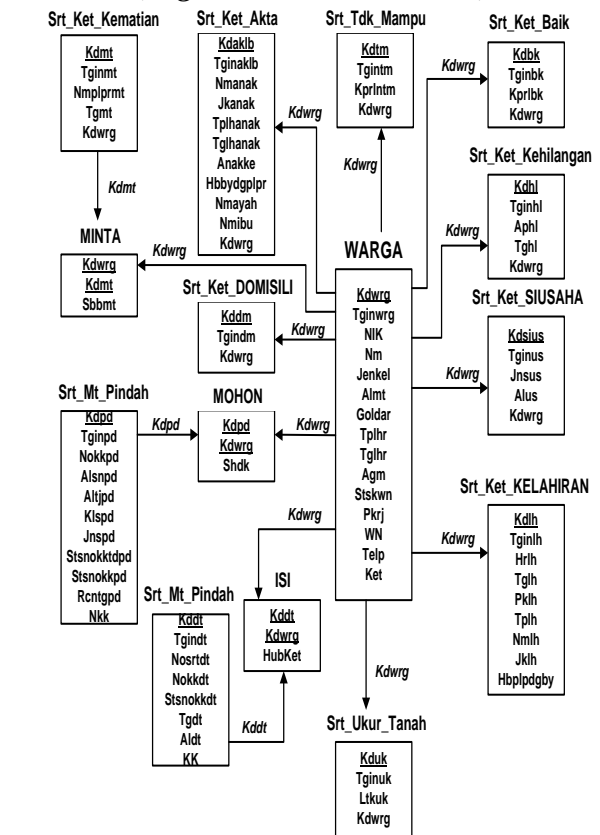 Srt_Ket_Kematian
Kdmt
Tginmt
Nmplprmt
Tgmt
Kdwrg
Kdmt
MINTA
Kdwrg
Kdmt
Sbbmt
Srt_Ket_Akta
Kdaklb
Tginaklb
Nmanak
Jkanak
Tplhanak
Tglhanak
Anakke
Hbbydgplpr
Nmayah
Nmibu
Kdwrg
Kdwrg
Kdwrg
Srt_Tdk_Mampu
Kdtm
Tgintm
Kprlntm
Kdwrg
Kdwrg
Srt_Ket_Baik
Kdbk
Tginbk
Kprlbk
Kdwrg
Kdwrg
Srt_Ket_Kehilangan
Kdhl
Tginhl
Aphl
Tghl
Kdwrg
Kdwrg
WARGA
Kdwrg
Tginwrg
NIK
Nm
Jenkel
Almt
Goldar
Tplhr
Tglhr
Agm
Stskwn
Pkrj
WN
Telp
Ket
Srt_Ket_DOMISILI
Kddm
Tgindm
Kdwrg
Kdwrg
Srt_Ket_SIUSAHA
Kdsius
Tginus
Jnsus
Alus
Kdwrg
Kdwrg
Srt_Mt_Pindah
Kdpd
Tginpd
Nokkpd
Alsnpd
Altjpd
Klspd
Jnspd
Stsnokktdpd
Stsnokkpd
Rcntgpd
Nkk
Kdpd
MOHON
Kdpd
Kdwrg
Shdk
Kdwrg
Srt_Ket_KELAHIRAN
Kdlh
Tginlh
Hrlh
Tglh
Pklh
Tplh
Nmlh
Jklh
Hbplpdgby
Kdwrg
Kdwrg
ISI
Kddt
Kdwrg
HubKet
Srt_Mt_Pindah
Kddt
Tgindt
Nosrtdt
Nokkdt
Stsnokkdt
Tgdt
Aldt
KK
Kddt
Kdwrg
Srt_Ukur_Tanah
Kduk
Tginuk
Ltkuk
Kdwrg